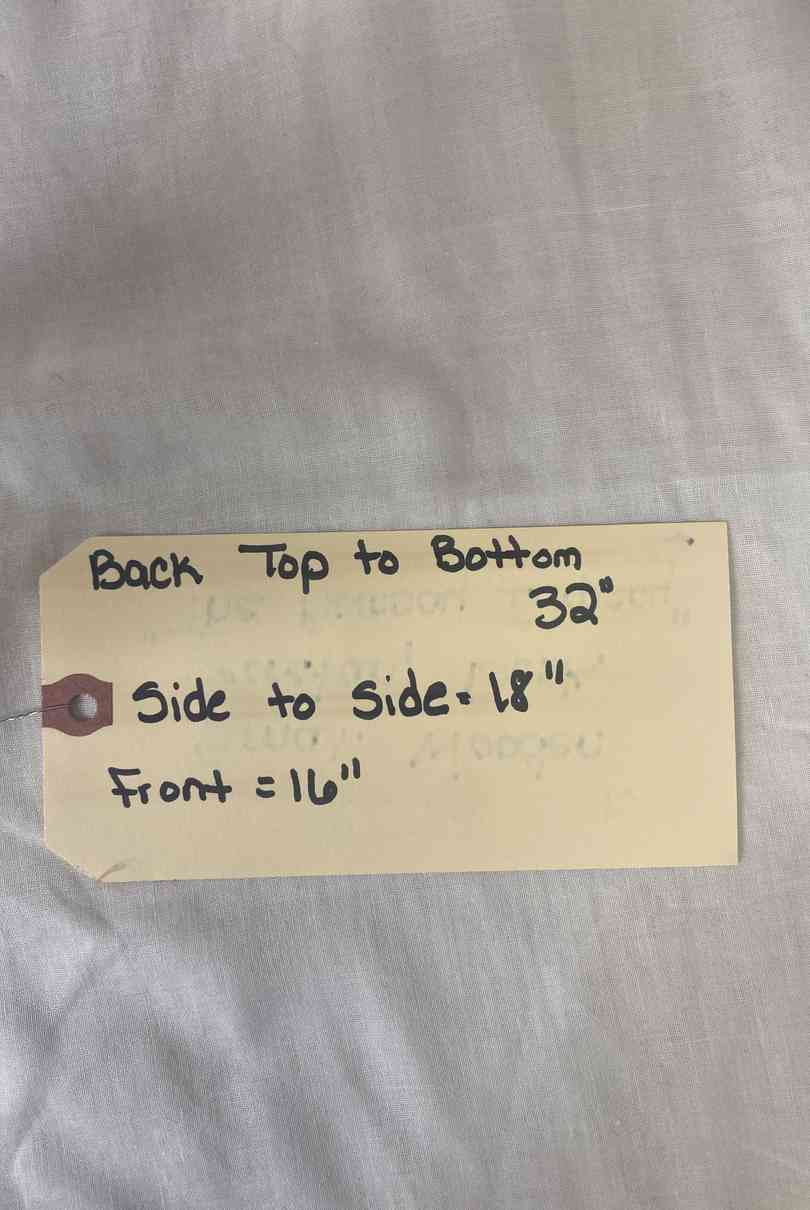 Back Top to Bottom
32"
Side to Side = 18"
Front = 16"